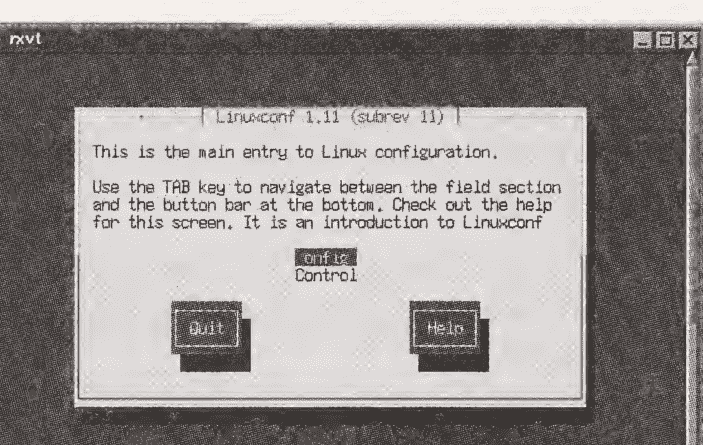 rxvt
Linuxconf 1.11 (subrev 11)
This is the main entry to Linux configuration.
Use the TAB key to navigate between the field section
and the button bar at the bottom. Check out the help
for this screen. It is an introduction to Linuxconf
onfig
Control
Quit Help